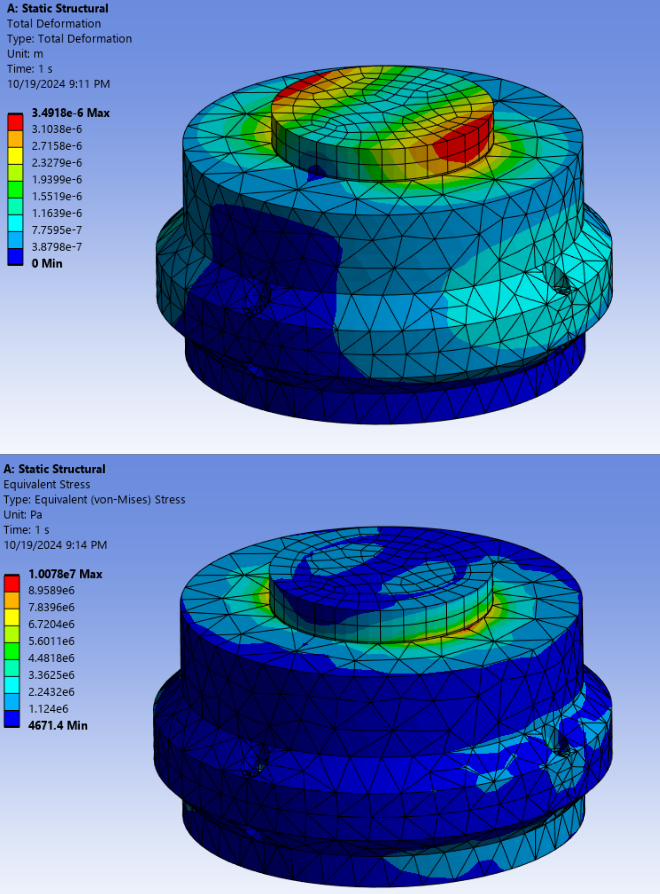 A: Static Structural
Total Deformation
Type: Total Deformation
Unit: m
Time: 1 s
10/19/2024 9:11 PM
3.4918e-6 Max
3.1038e-6
2.7158e-6
2.3279e-6
1.9399e-6
1.5519e-6
1.1639e-6
7.7595e-7
3.8798e-7
0 Min
A: Static Structural
Equivalent Stress
Type: Equivalent (von-Mises) Stress
Unit: Pa
Time: 1 s
10/19/2024 9:14 PM
1.0078e7 Max
8.9589e6
7.8396e6
6.7204e6
5.6011e6
4.4818e6
3.3625e6
2.2432e6
1.124e6
4671.4 Min